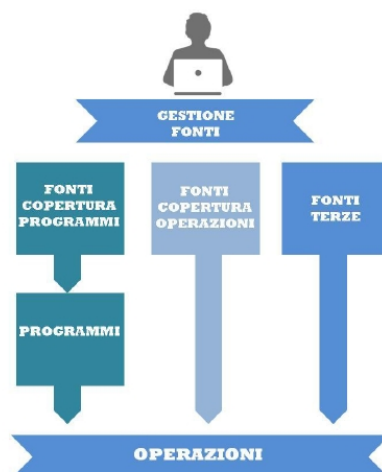 GESTIONE
FONTI
FONTI
COPERTURA
PROGRAMMI
FONTI
COPERTURA
OPERAZIONI
FONTI
TERZE
PROGRAMMI
OPERAZIONI